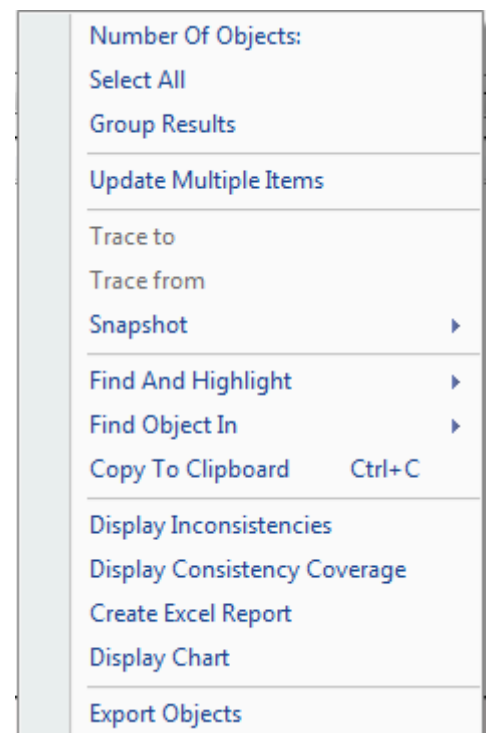 Number Of Objects:
Select All
Group Results
Update Multiple Items
Trace to
Trace from
Snapshot
Find And Highlight
Find Object In
Copy To Clipboard Ctrl+C
Display Inconsistencies
Display Consistency Coverage
Create Excel Report
Display Chart
Export Objects